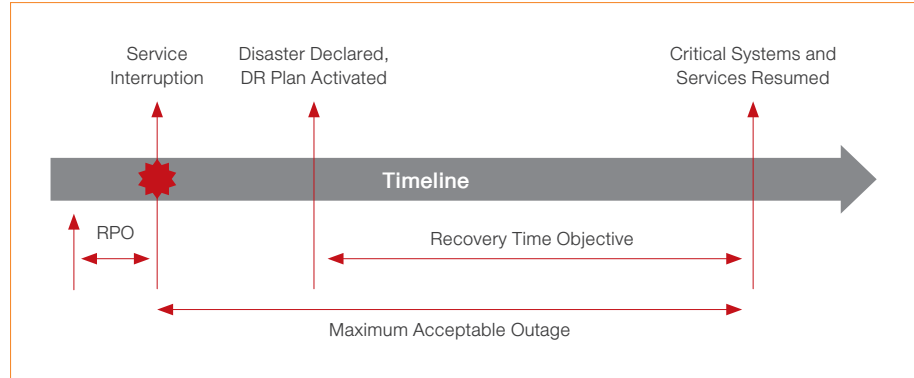 Service
Interruption
Disaster Declared,
DR Plan Activated
Critical Systems and
Services Resumed
Timeline
RPO
Recovery Time Objective
Maximum Acceptable Outage